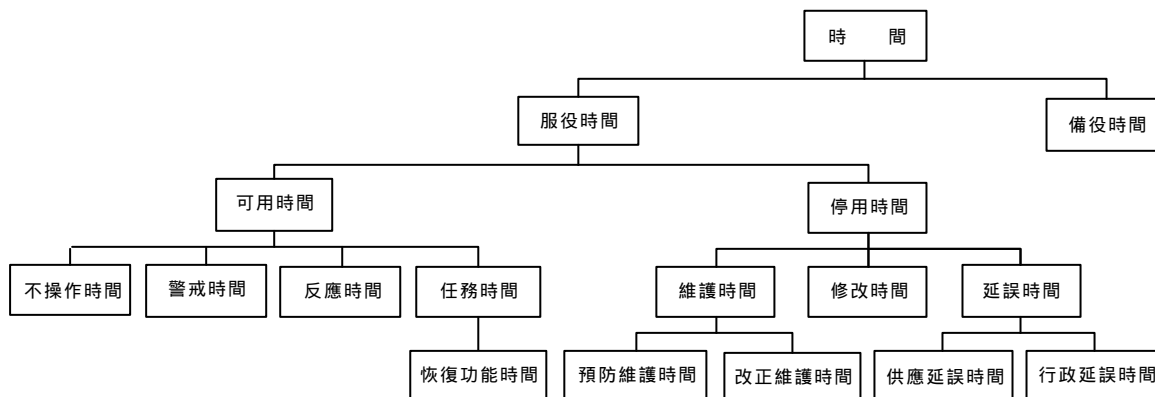 時 間
服役時間
備役時間
可用時間
停用時間
不操作時間
警戒時間
反應時間
任務時間
維護時間
修改時間
延誤時間
恢復功能時間
預防維護時間
改正維護時間
供應延誤時間
行政延誤時間